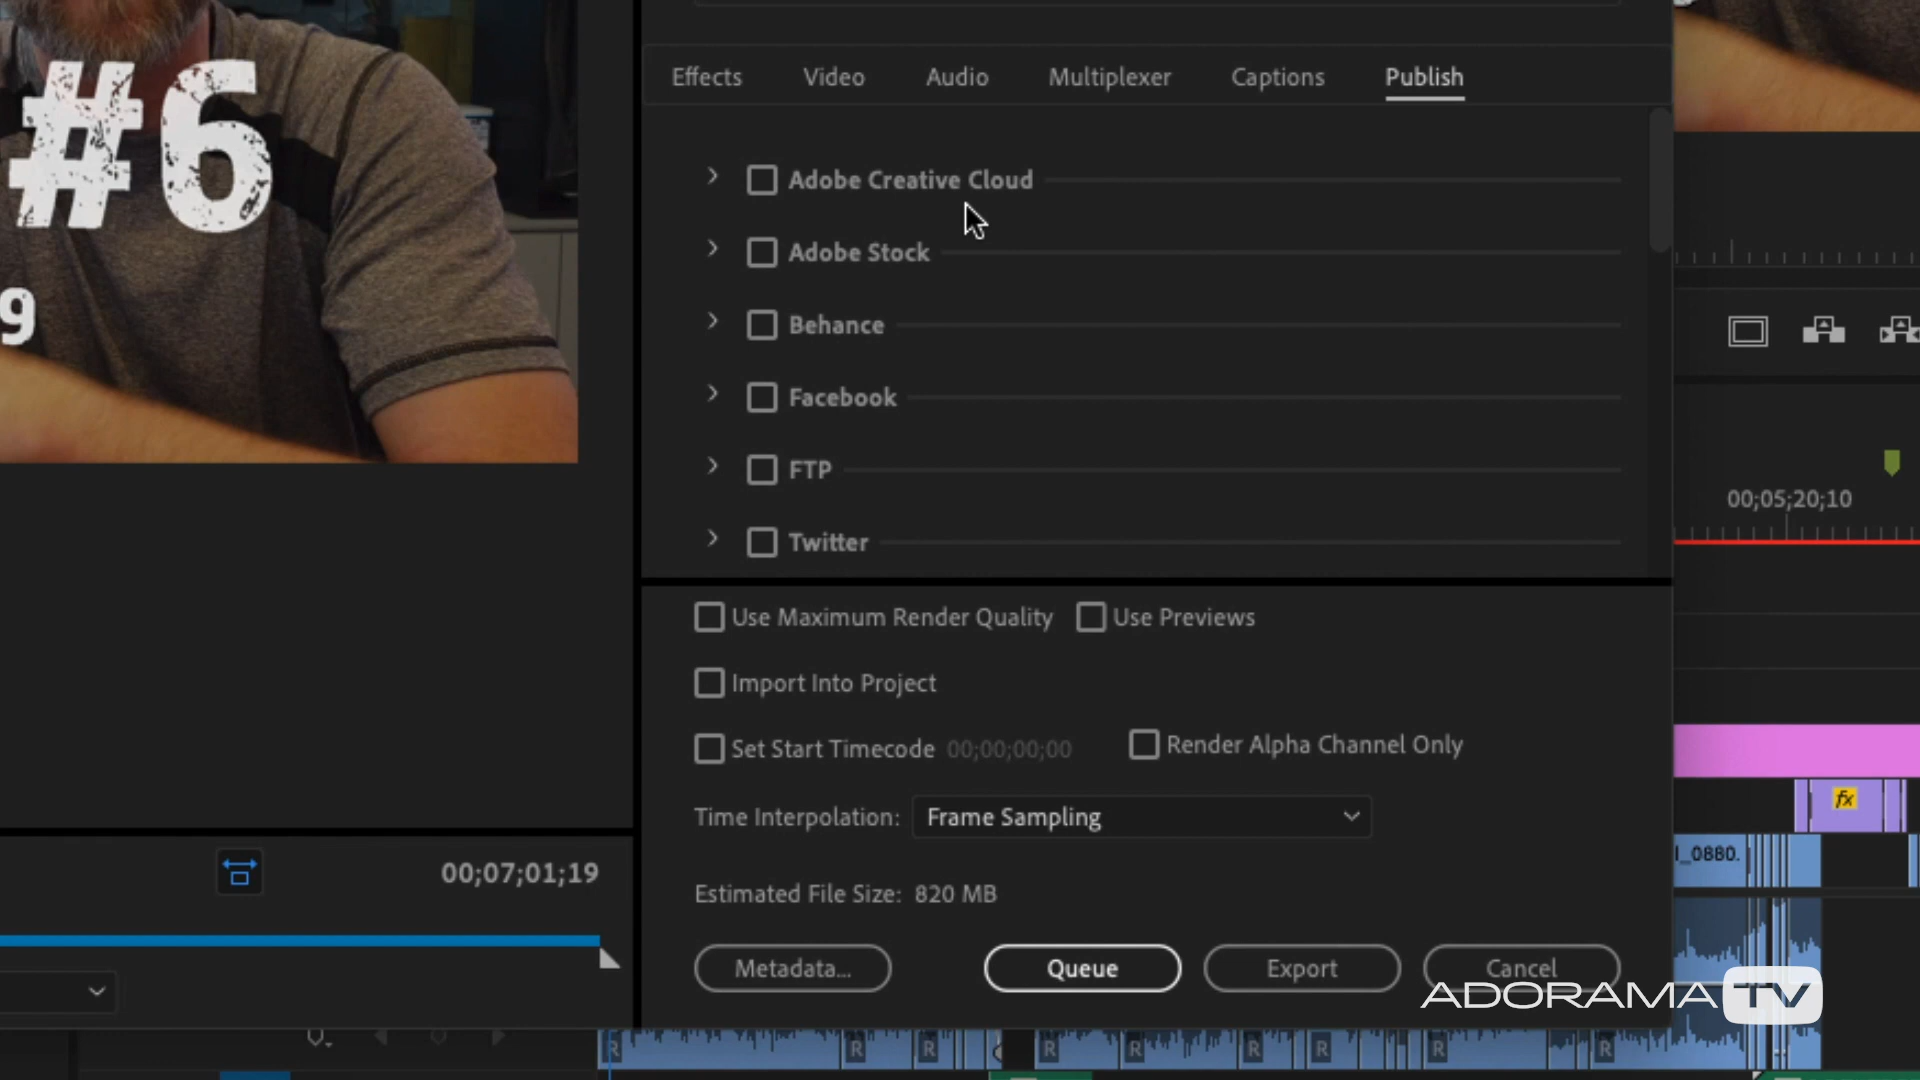 #6
9
Effects Video Audio Multiplexer Captions Publish
Adobe Creative Cloud
Adobe Stock
Behance
Facebook
FTP
Twitter
Use Maximum Render Quality Use Previews
Import Into Project
Set Start Timecode 00;00;00;00 Render Alpha Channel Only
Time Interpolation: Frame Sampling
Estimated File Size: 820 MB
Metadata... Queue Export Cancel
00;07;01;19
00;05;20;10
fx
I_0880.
R R R R R R R R R
ADORAMA TV